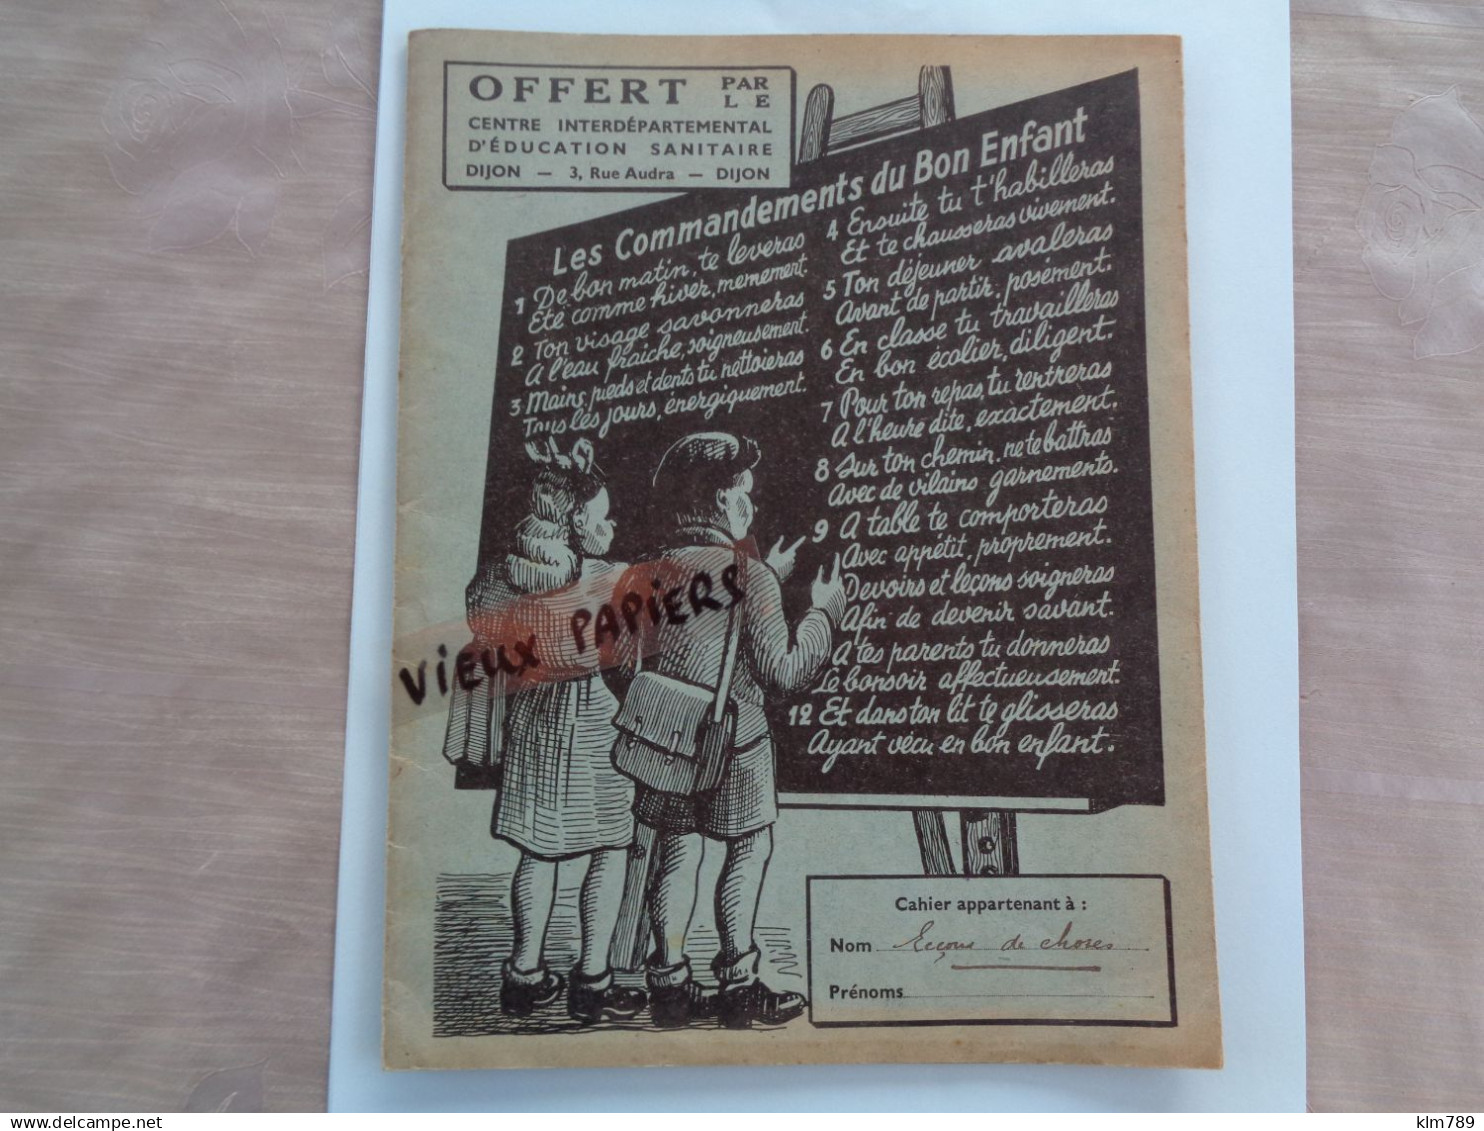 OFFERT PAR LE
CENTRE INTERDÉPARTEMENTAL
D'ÉDUCATION SANITAIRE
DIJON — 3, Rue Audra — DIJON
Les Commandements du Bon Enfant
1 De bon matin, te leveras
Eté comme hiver, mememert.
2 Ton visage savonneras
A l'eau fraiche, soigneusement.
3 Mains, pieds et dents tu nettoieras
Tous les jours, énergiquement.
4 Ensuite tu t'habilleras
Et te chausseras vivement.
5 Ton déjeuner avaleras
Avant de partir, posément.
6 En classe tu travailleras
En bon écolier, diligent.
7 Pour ton repas, tu rentreras
A l'heure dite, exactement.
8 Sur ton chemin, ne te battras
Avec de vilains garnements.
9 A table te comporteras
Avec appétit, proprement.
Devoirs et leçons soigneras
Afin de devenir savant.
A tes parents tu donneras
Le bonsoir affectueusement.
12 Et dans ton lit te glisseras
Ayant vécu en bon enfant.
VIEUX PAPIERS
Cahier appartenant à :
Nom Leçons de choses
Prénoms
delcampe.net
klm789